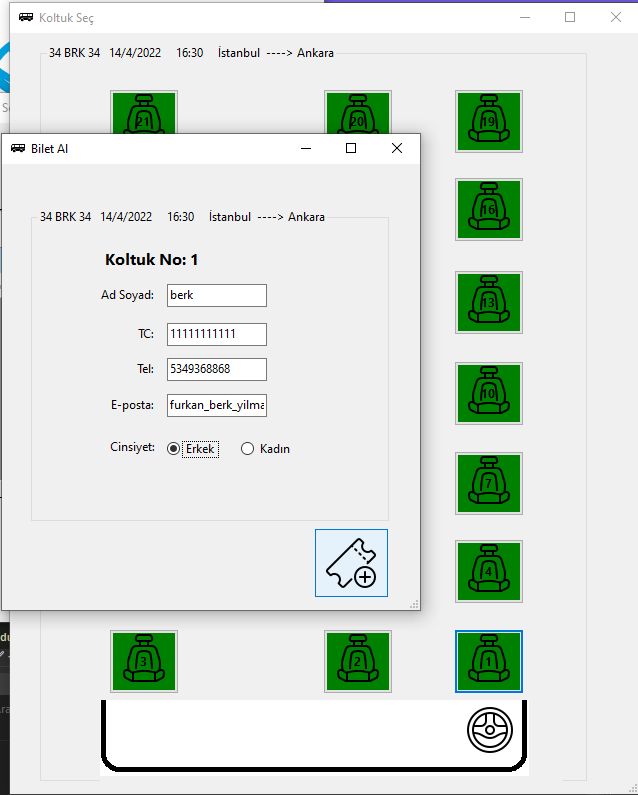 Koltuk Seç
34 BRK 34 14/4/2022 16:30 İstanbul ----> Ankara
21 20 19
Bilet Al
16
34 BRK 34 14/4/2022 16:30 İstanbul ----> Ankara
Koltuk No: 1
Ad Soyad: berk
13
TC: 11111111111
Tel: 5349368868
10
E-posta: furkan_berk_yilma
Cinsiyet: Erkek Kadın
7
4
3 2 1